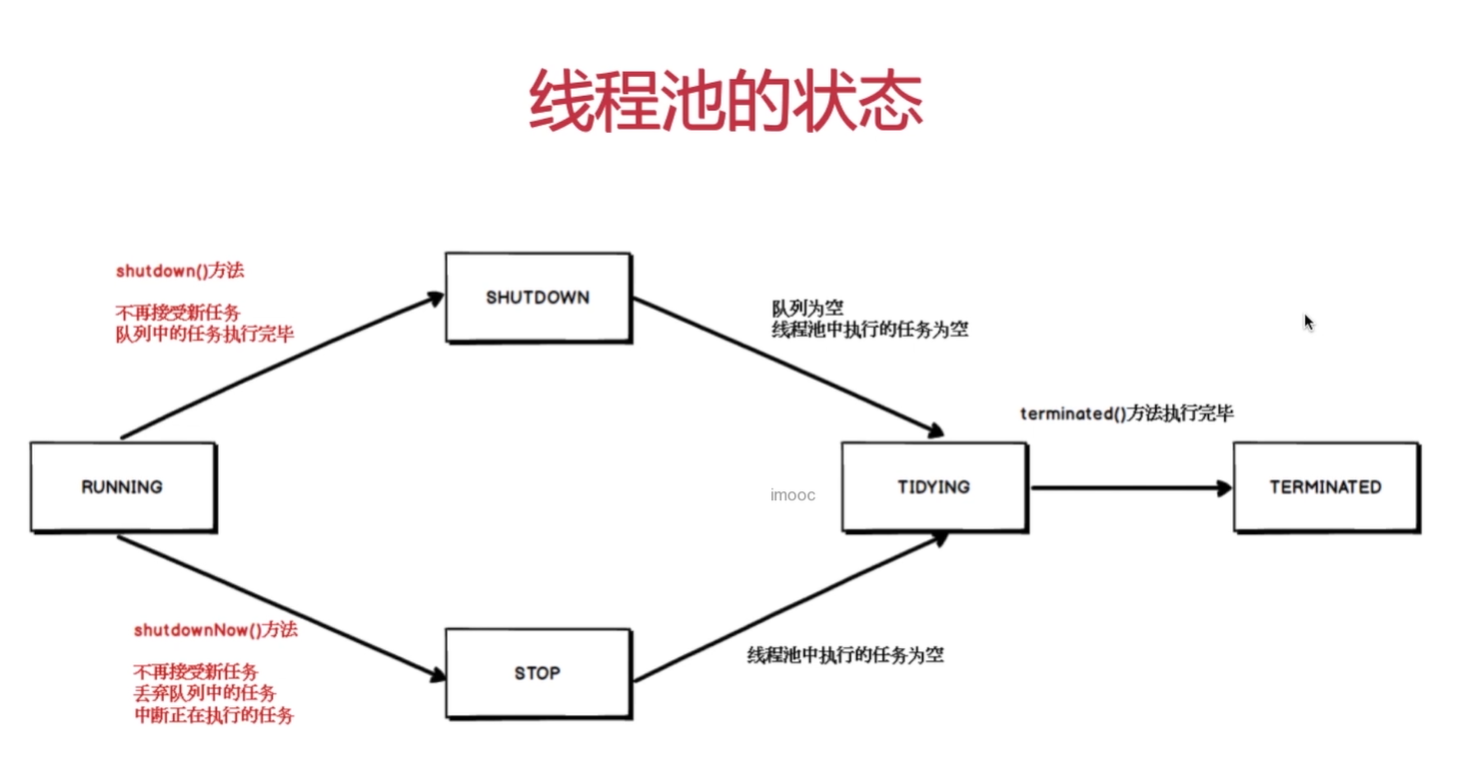 线程池的状态
shutdown()方法
不再接受新任务
队列中的任务执行完毕
SHUTDOWN
队列为空
线程池中执行的任务为空
terminated()方法执行完毕
RUNNING
imooc
TIDYING
TERMINATED
shutdownNow()方法
不再接受新任务
丢弃队列中的任务
中断正在执行的任务
STOP
线程池中执行的任务为空